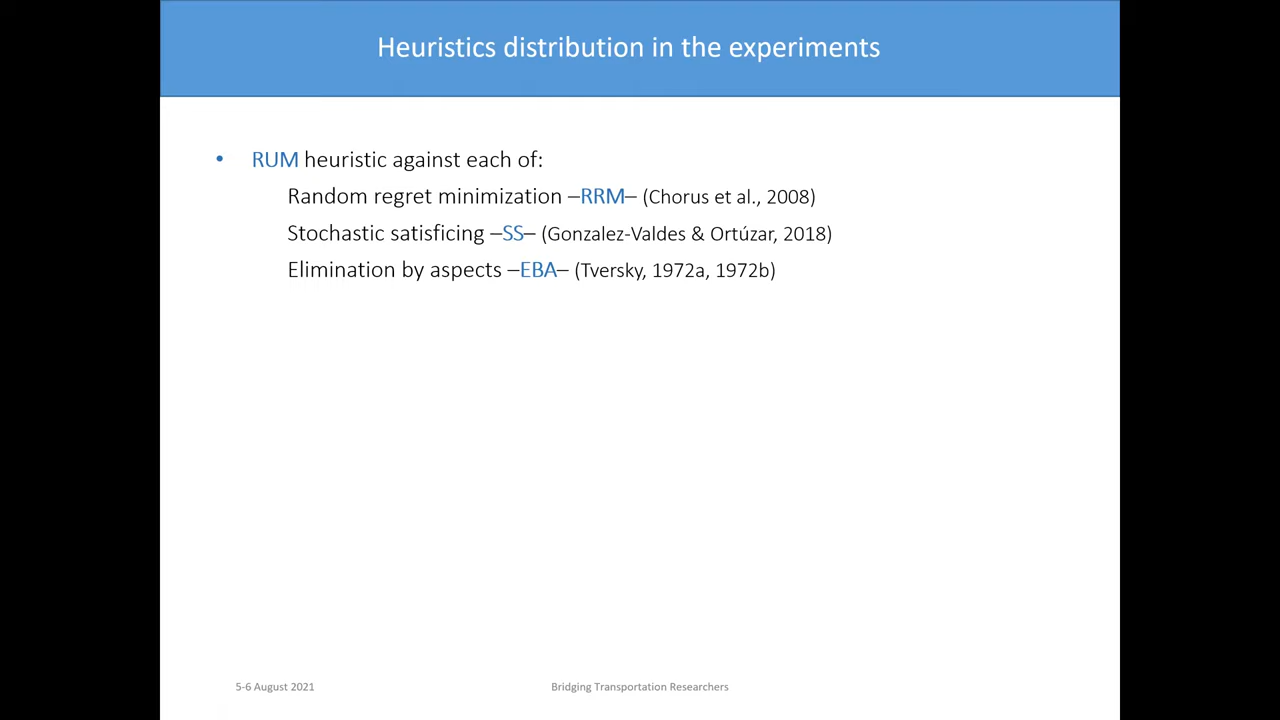 Heuristics distribution in the experiments
• RUM heuristic against each of:
Random regret minimization –RRM– (Chorus et al., 2008)
Stochastic satisficing –SS– (Gonzalez-Valdes & Ortúzar, 2018)
Elimination by aspects –EBA– (Tversky, 1972a, 1972b)
5-6 August 2021
Bridging Transportation Researchers